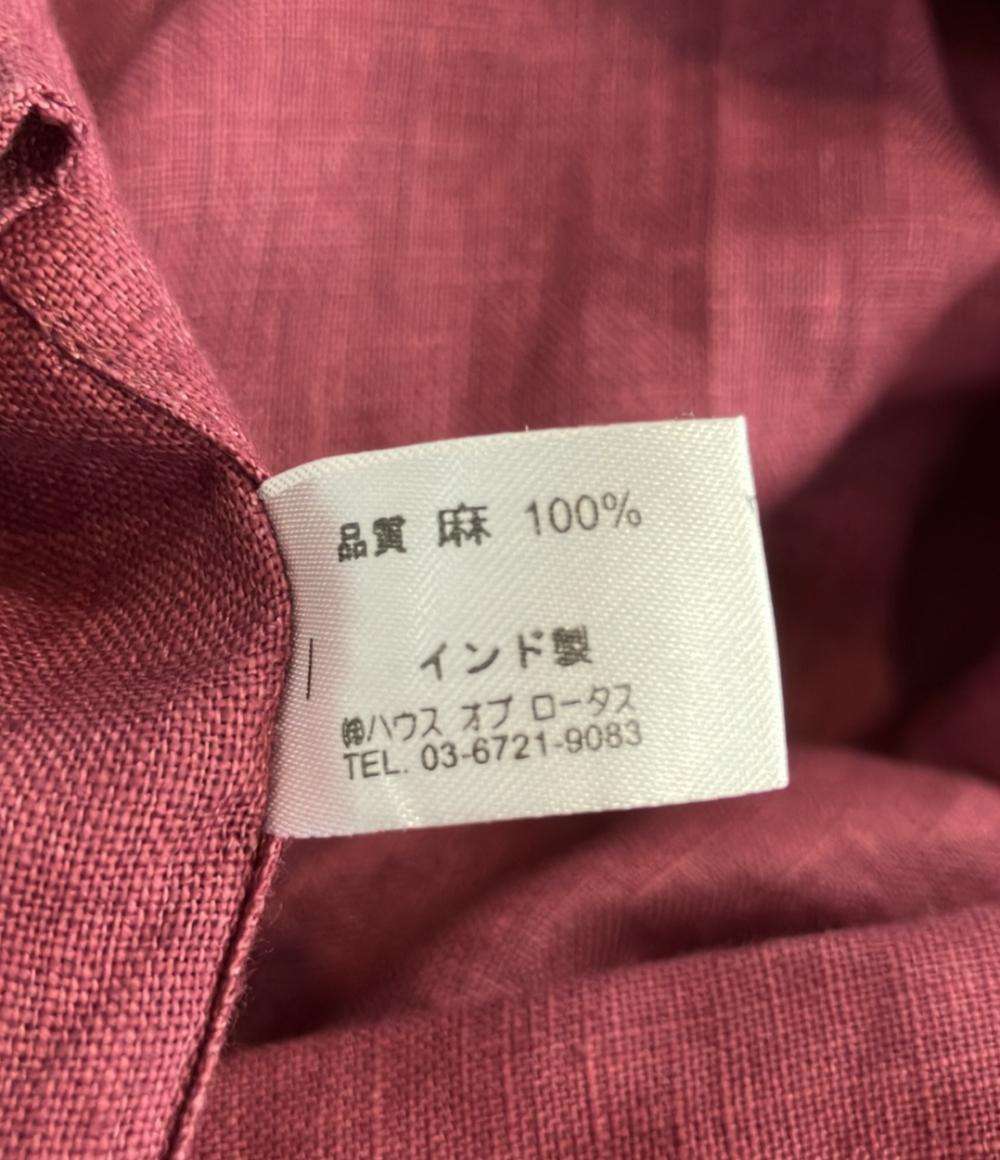 品質 麻 100%
インド製
㈱ハウス オブ ロータス
TEL. 03-6721-9083